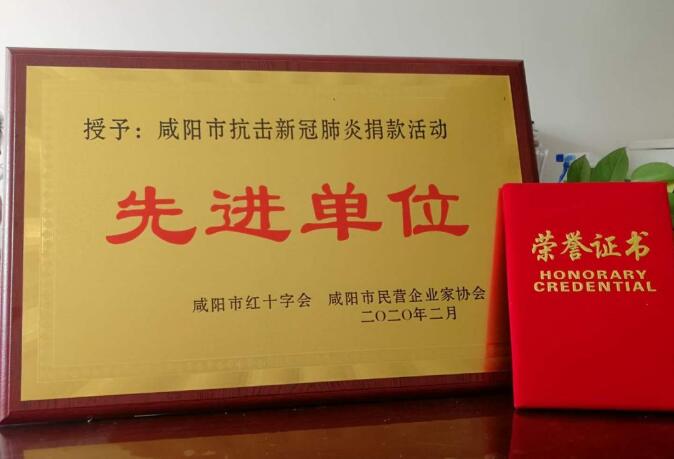 授予：咸阳市抗击新冠肺炎捐款活动
先进单位
咸阳市红十字会 咸阳市民营企业家协会
二〇二〇年二月
荣誉证书
HONORARY
CREDENTIAL